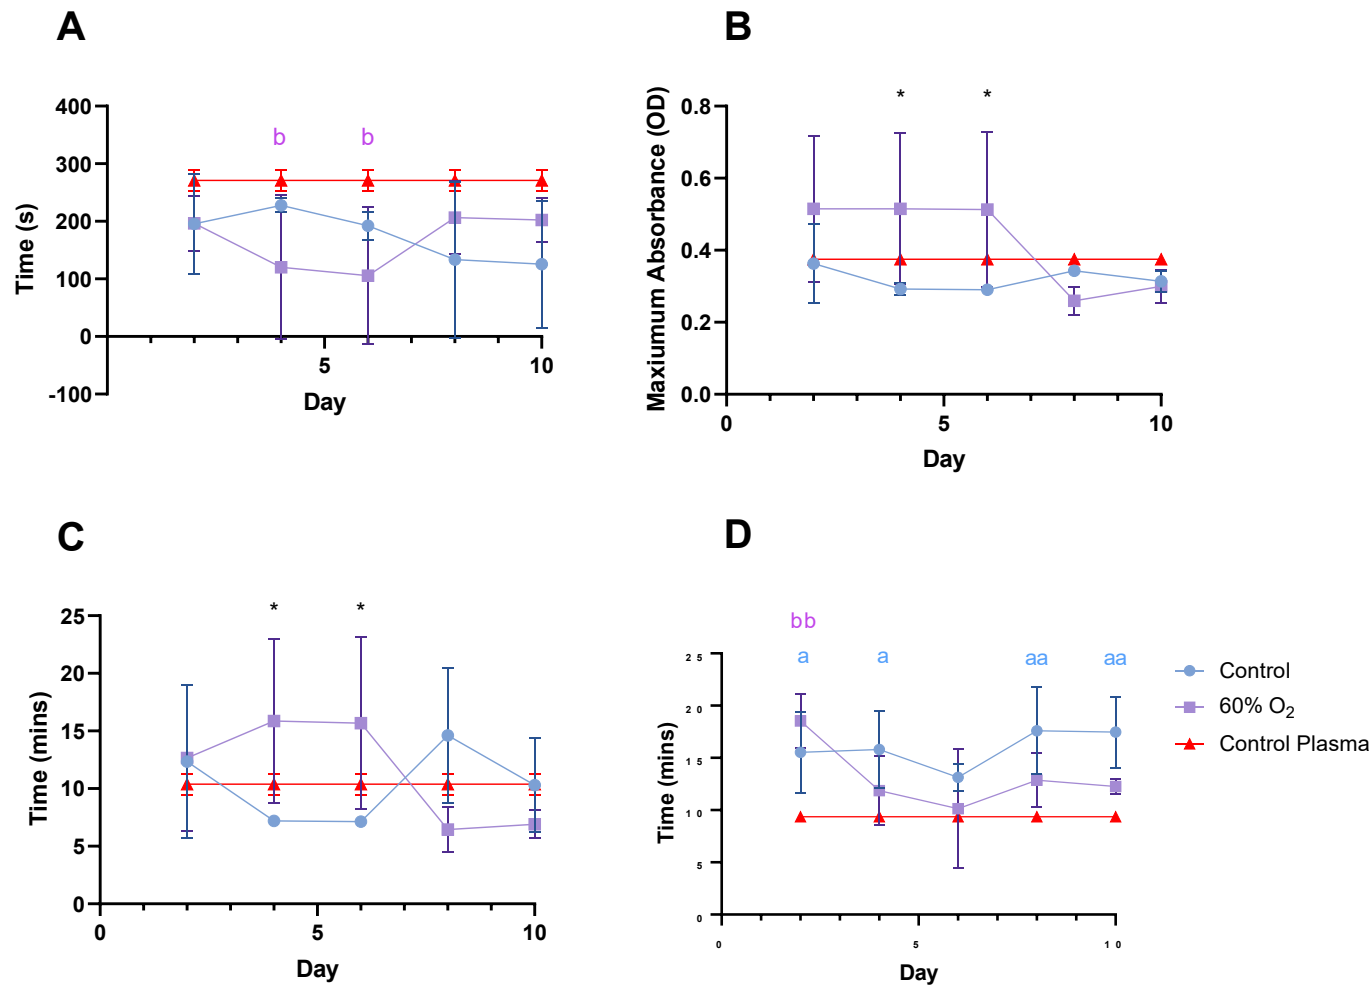 A
400
300
200
100
0
-100
Time (s)
b b
5 10
Day
B
0.8
0.6
0.4
0.2
0.0
Maxiumum Absorbance (OD)
* *
0 5 10
Day
C
25
20
15
10
5
0
Time (mins)
* *
0 5 10
Day
D
25
20
15
10
5
0
Time (mins)
bb
a a aa aa
0 5 10
Day
Control
60% O₂
Control Plasma